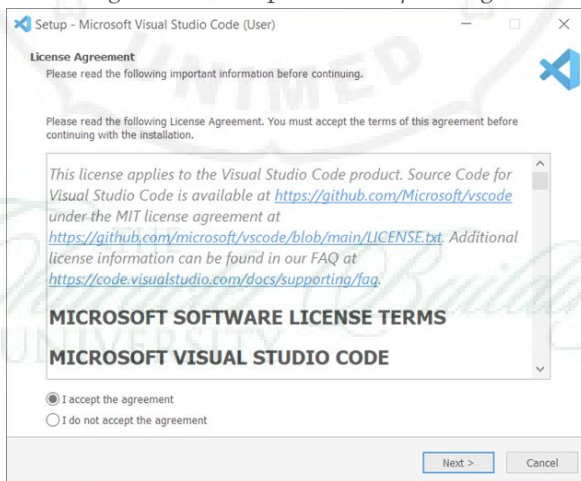 Setup - Microsoft Visual Studio Code (User)
License Agreement
Please read the following important information before continuing.
Please read the following License Agreement. You must accept the terms of this agreement before
continuing with the installation.
This license applies to the Visual Studio Code product. Source Code for
Visual Studio Code is available at https://github.com/Microsoft/vscode
under the MIT license agreement at
https://github.com/microsoft/vscode/blob/main/LICENSE.txt. Additional
license information can be found in our FAQ at
https://code.visualstudio.com/docs/supporting/faq.
MICROSOFT SOFTWARE LICENSE TERMS
MICROSOFT VISUAL STUDIO CODE
I accept the agreement
I do not accept the agreement
Next >
Cancel
UNIMED
THE
UNIVERSITY